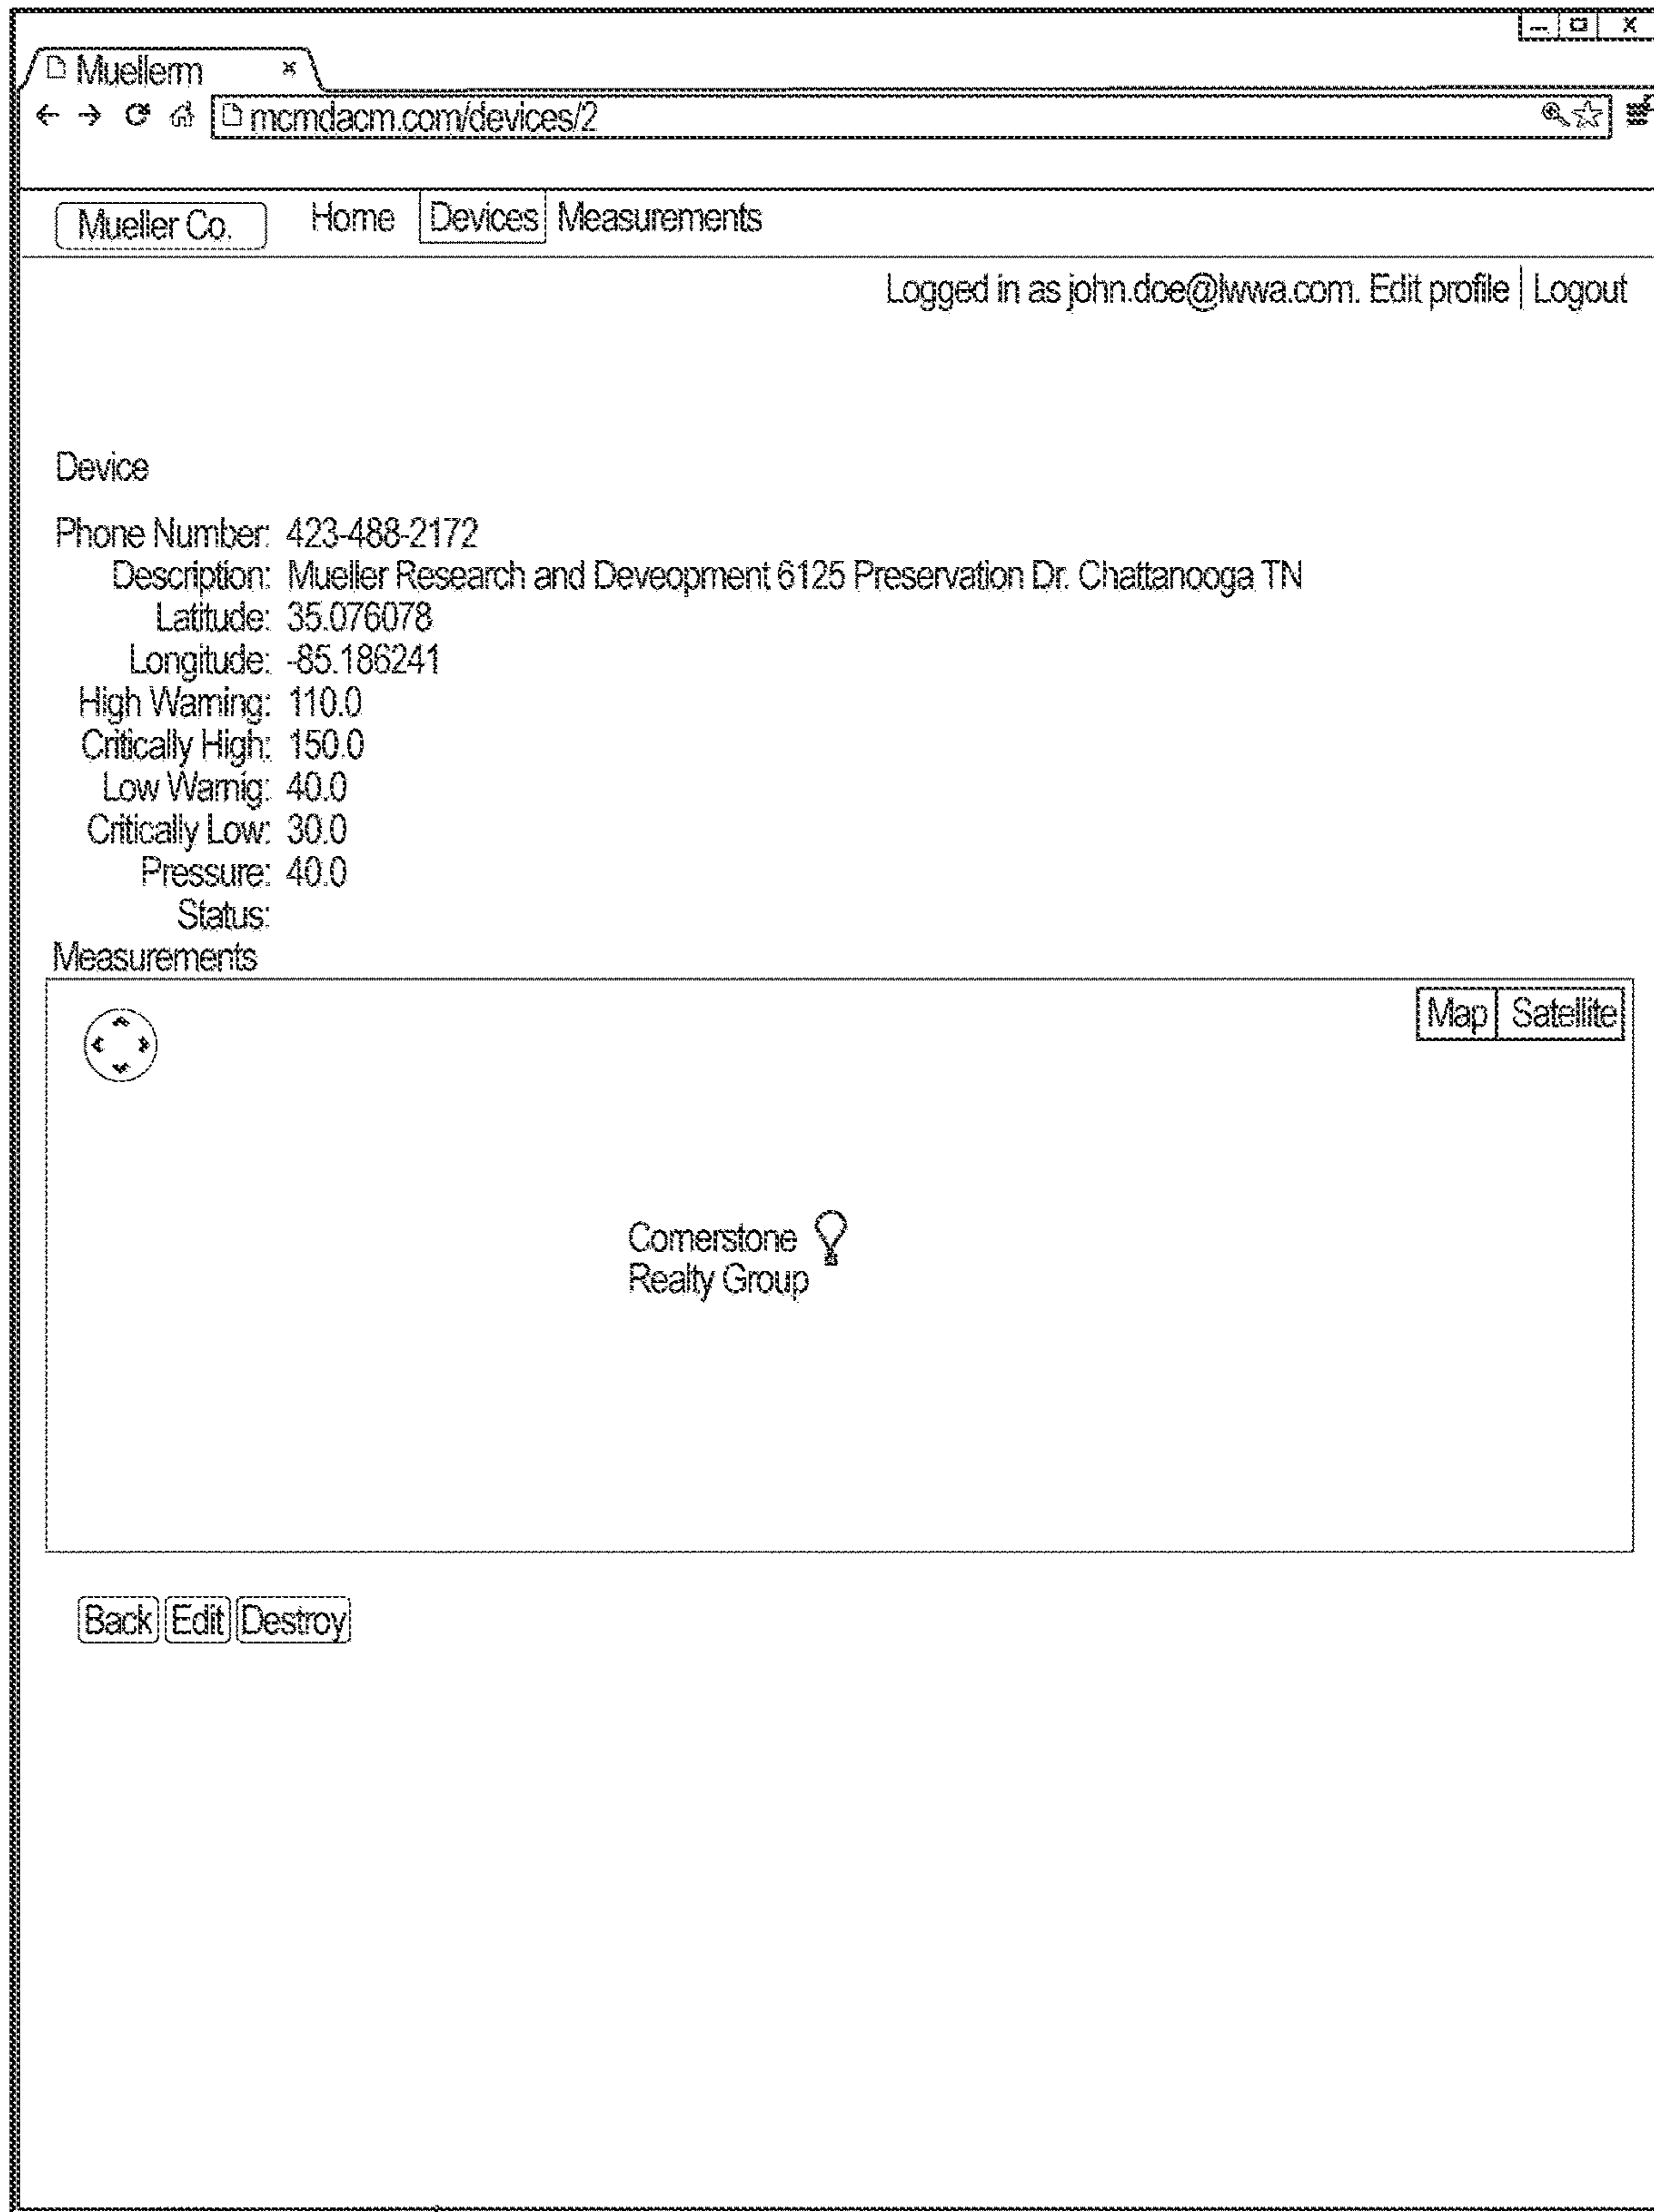 Muellerm
mcmdacm.com/devices/2
Mueller Co. Home Devices Measurements
Logged in as john.doe@lwwa.com. Edit profile | Logout
Device
Phone Number: 423-488-2172
Description: Mueller Research and Deveopment 6125 Preservation Dr. Chattanooga TN
Latitude: 35.076078
Longitude: -85.186241
High Warning: 110.0
Critically High: 150.0
Low Warnig: 40.0
Critically Low: 30.0
Pressure: 40.0
Status:
Measurements
Map Satellite
Cornerstone
Realty Group
Back Edit Destroy